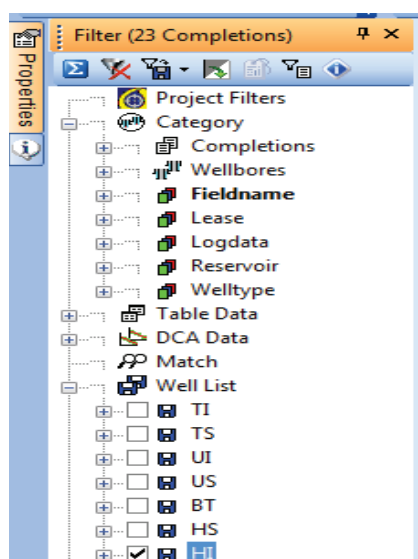 Filter (23 Completions)
Properties
Project Filters
Category
Completions
Wellbores
Fieldname
Lease
Logdata
Reservoir
Welltype
Table Data
DCA Data
Match
Well List
TI
TS
UI
US
BT
HS
HI